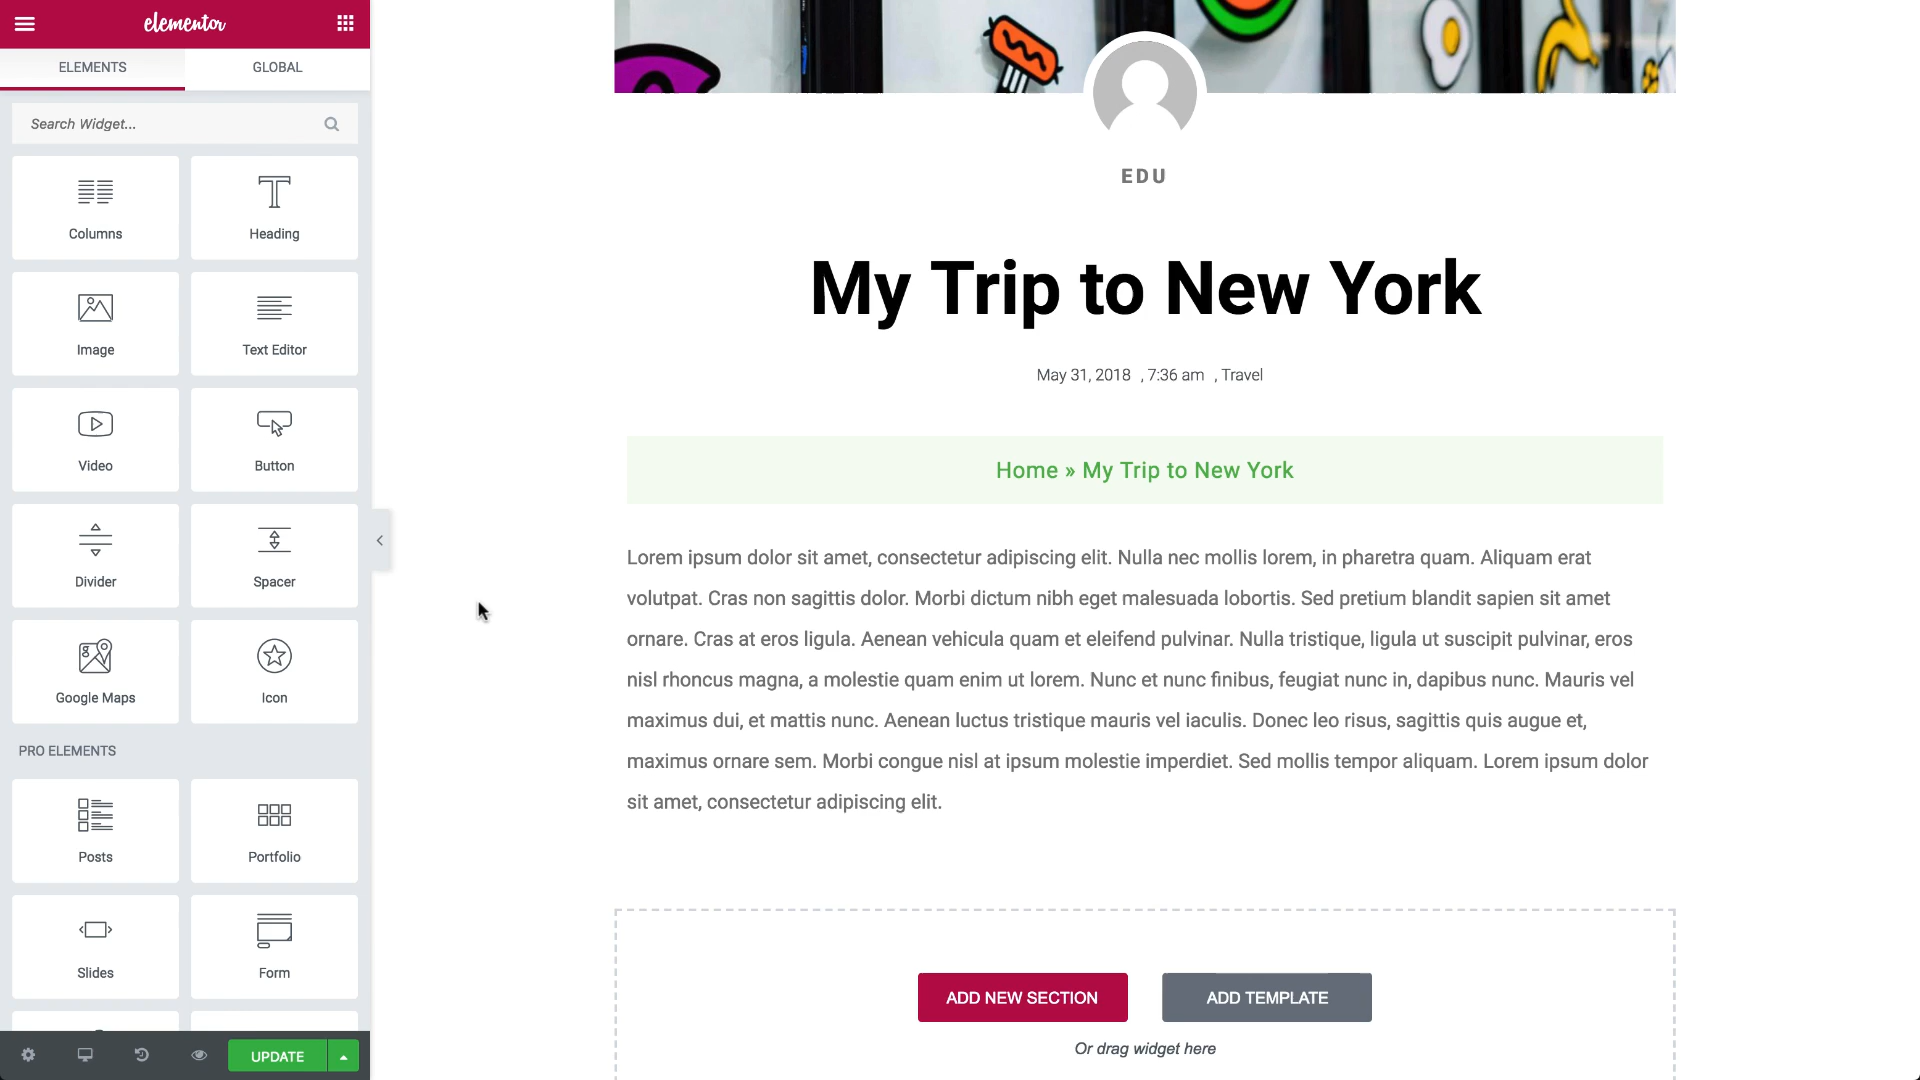 elementor
ELEMENTS
GLOBAL
Search Widget...
Columns
Heading
Image
Text Editor
Video
Button
Divider
Spacer
Google Maps
Icon
PRO ELEMENTS
Posts
Portfolio
Slides
Form
UPDATE
EDU
My Trip to New York
May 31, 2018 , 7:36 am , Travel
Home » My Trip to New York
Lorem ipsum dolor sit amet, consectetur adipiscing elit. Nulla nec mollis lorem, in pharetra quam. Aliquam erat
volutpat. Cras non sagittis dolor. Morbi dictum nibh eget malesuada lobortis. Sed pretium blandit sapien sit amet
ornare. Cras at eros ligula. Aenean vehicula quam et eleifend pulvinar. Nulla tristique, ligula ut suscipit pulvinar, eros
nisl rhoncus magna, a molestie quam enim ut lorem. Nunc et nunc finibus, feugiat nunc in, dapibus nunc. Mauris vel
maximus dui, et mattis nunc. Aenean luctus tristique mauris vel iaculis. Donec leo risus, sagittis quis augue et,
maximus ornare sem. Morbi congue nisl at ipsum molestie imperdiet. Sed mollis tempor aliquam. Lorem ipsum dolor
sit amet, consectetur adipiscing elit.
ADD NEW SECTION
ADD TEMPLATE
Or drag widget here